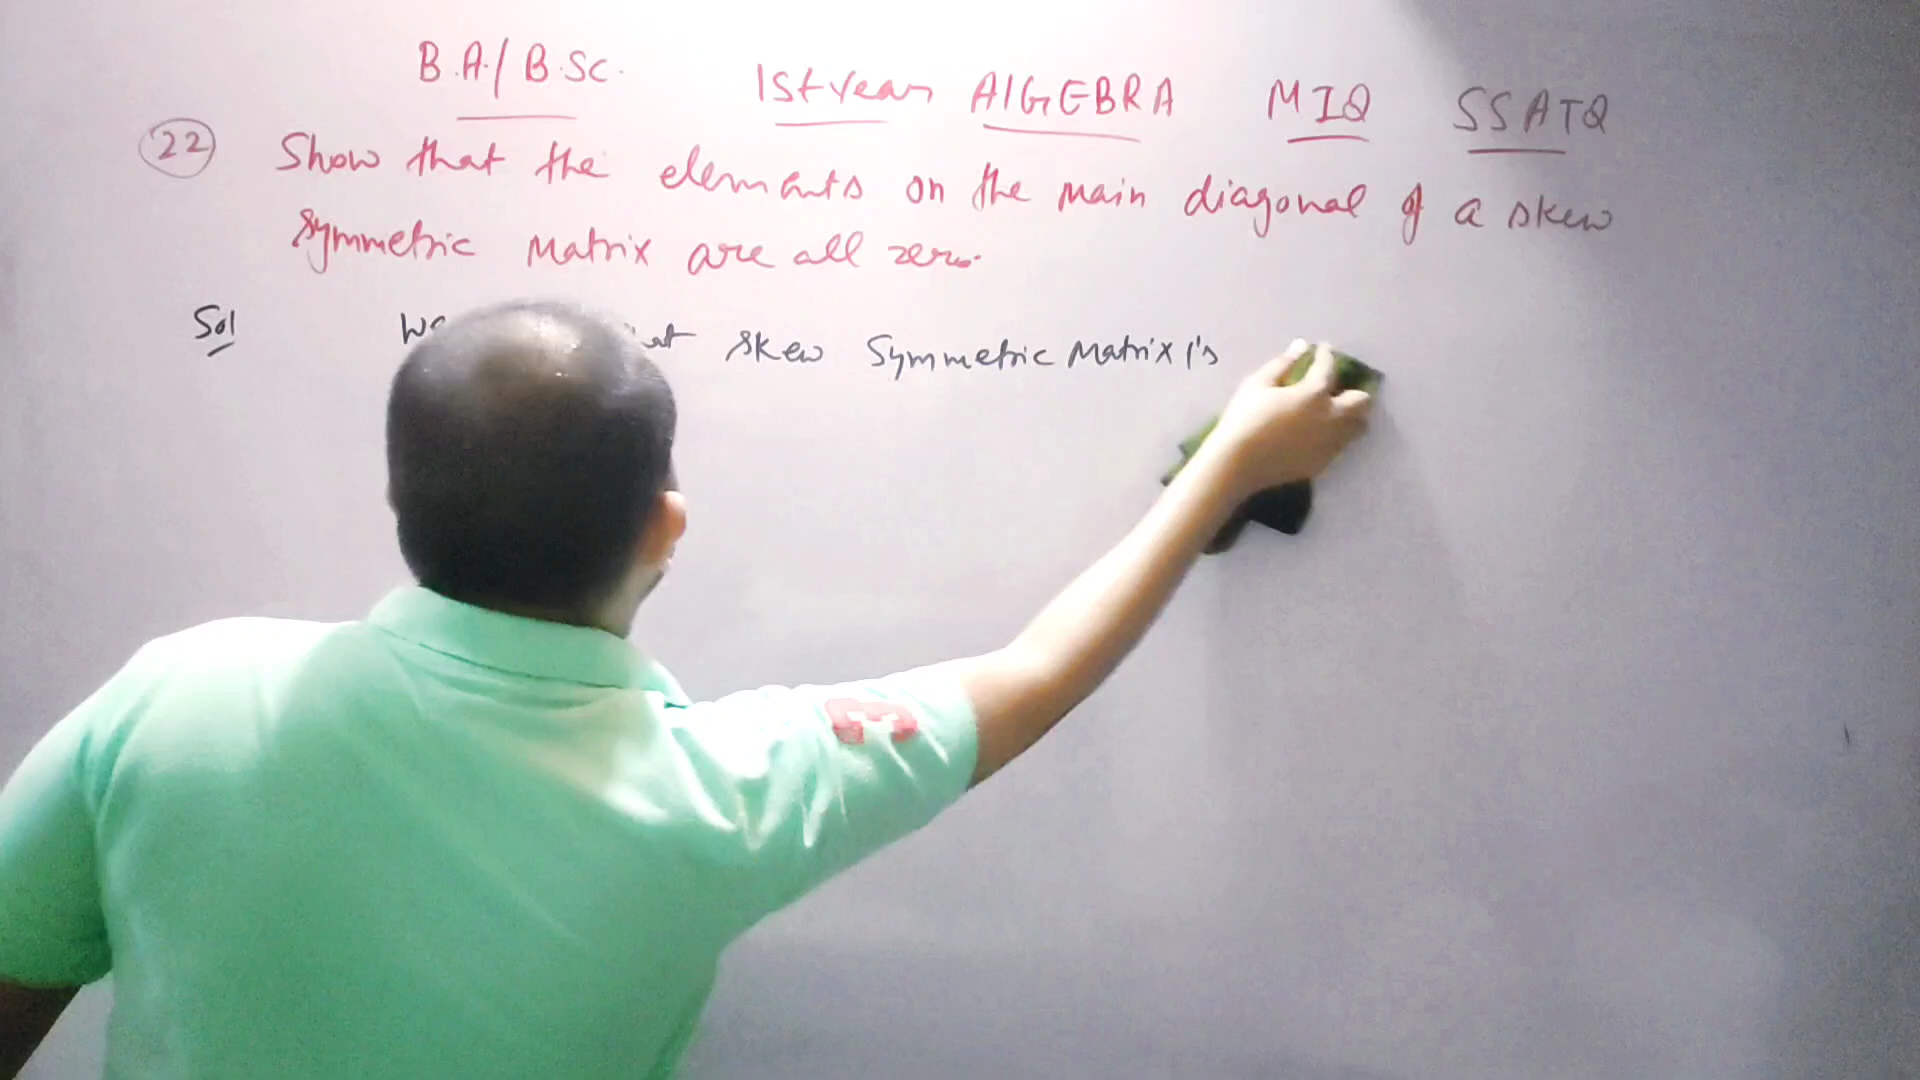 B.A./B.Sc. 1st year AlGEBRA MIQ SSATQ
22 Show that the elements on the main diagonal of a skew
symmetric Matrix are all zero.
Sol skew Symmetric Matrix is